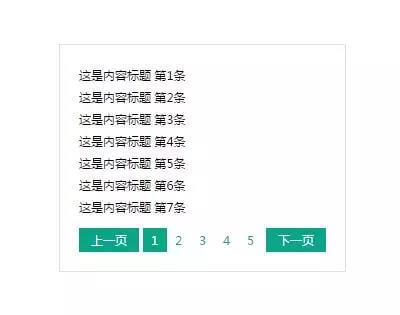 这是内容标题 第1条
这是内容标题 第2条
这是内容标题 第3条
这是内容标题 第4条
这是内容标题 第5条
这是内容标题 第6条
这是内容标题 第7条
上一页 1 2 3 4 5 下一页